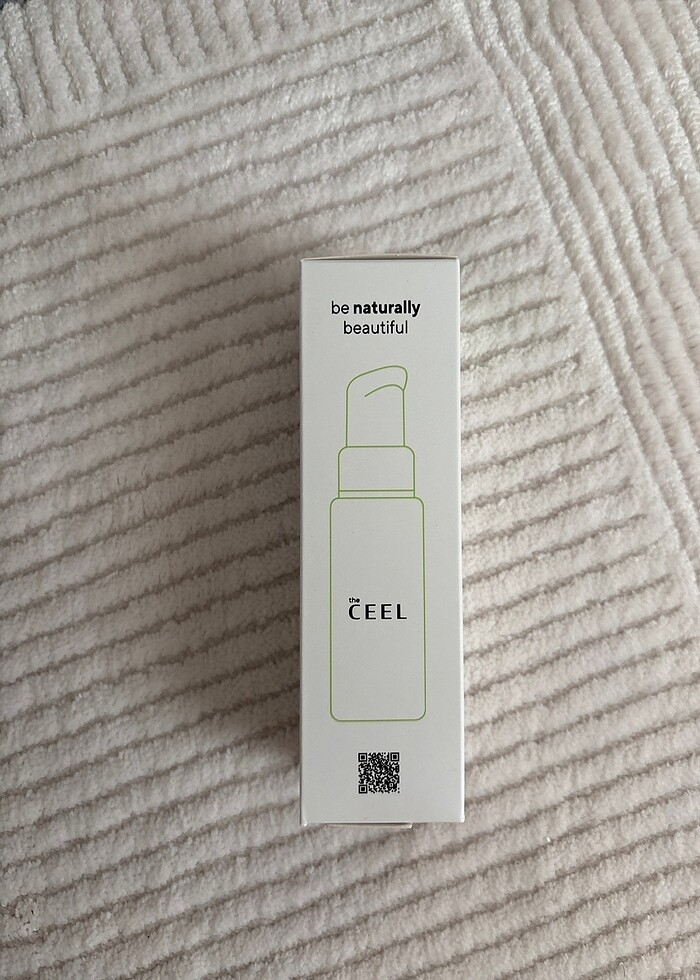 be naturally
beautiful
the
CEEL